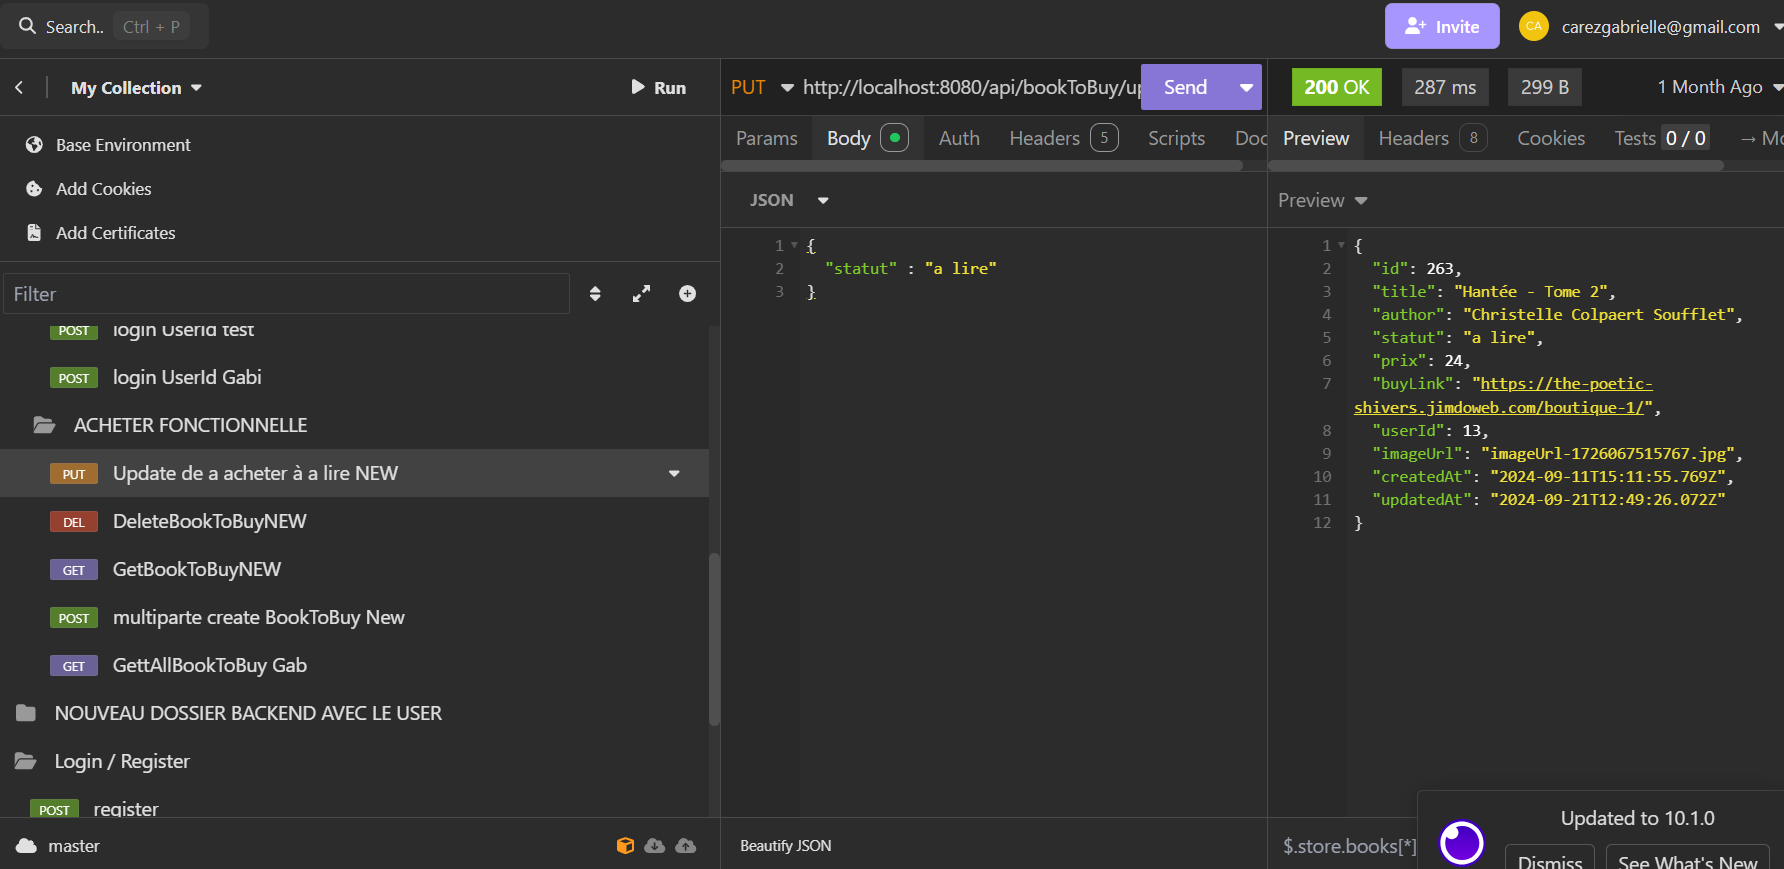 Search.. Ctrl + P
Invite
CA
carezgabrielle@gmail.com
My Collection
Run
Base Environment
Add Cookies
Add Certificates
Filter
POST login UserId test
POST login UserId Gabi
ACHETER FONCTIONNELLE
PUT Update de a acheter à a lire NEW
DEL DeleteBookToBuyNEW
GET GetBookToBuyNEW
POST multiparte create BookToBuy New
GET GettAllBookToBuy Gab
NOUVEAU DOSSIER BACKEND AVEC LE USER
Login / Register
POST register
master
PUT http://localhost:8080/api/bookToBuy/up
Send
Params Body Auth Headers 5 Scripts Doc
JSON
1 {
2 "statut" : "a lire"
3 }
Beautify JSON
200 OK 287 ms 299 B 1 Month Ago
Preview Headers 8 Cookies Tests 0 / 0 → Mo
Preview
1 {
2 "id": 263,
3 "title": "Hantée - Tome 2",
4 "author": "Christelle Colpaert Soufflet",
5 "statut": "a lire",
6 "prix": 24,
7 "buyLink": "https://the-poetic-
shivers.jimdoweb.com/boutique-1/",
8 "userId": 13,
9 "imageUrl": "imageUrl-1726067515767.jpg",
10 "createdAt": "2024-09-11T15:11:55.769Z",
11 "updatedAt": "2024-09-21T12:49:26.072Z"
12 }
$.store.books[*]
Updated to 10.1.0
Dismiss See What's New